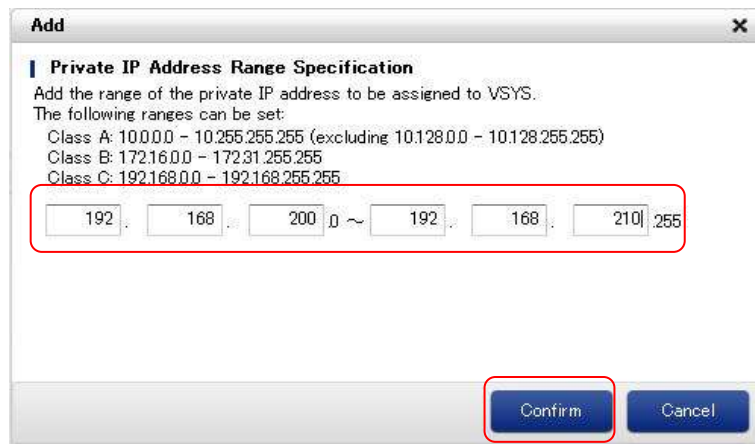 Add
Private IP Address Range Specification
Add the range of the private IP address to be assigned to VSYS.
The following ranges can be set:
Class A: 10.0.0.0 - 10.255.255.255 (excluding 10.128.0.0 - 10.128.255.255)
Class B: 172.16.0.0 - 172.31.255.255
Class C: 192.168.0.0 - 192.168.255.255
192 . 168 . 200 .0 ~ 192 . 168 . 210 .255
Confirm Cancel